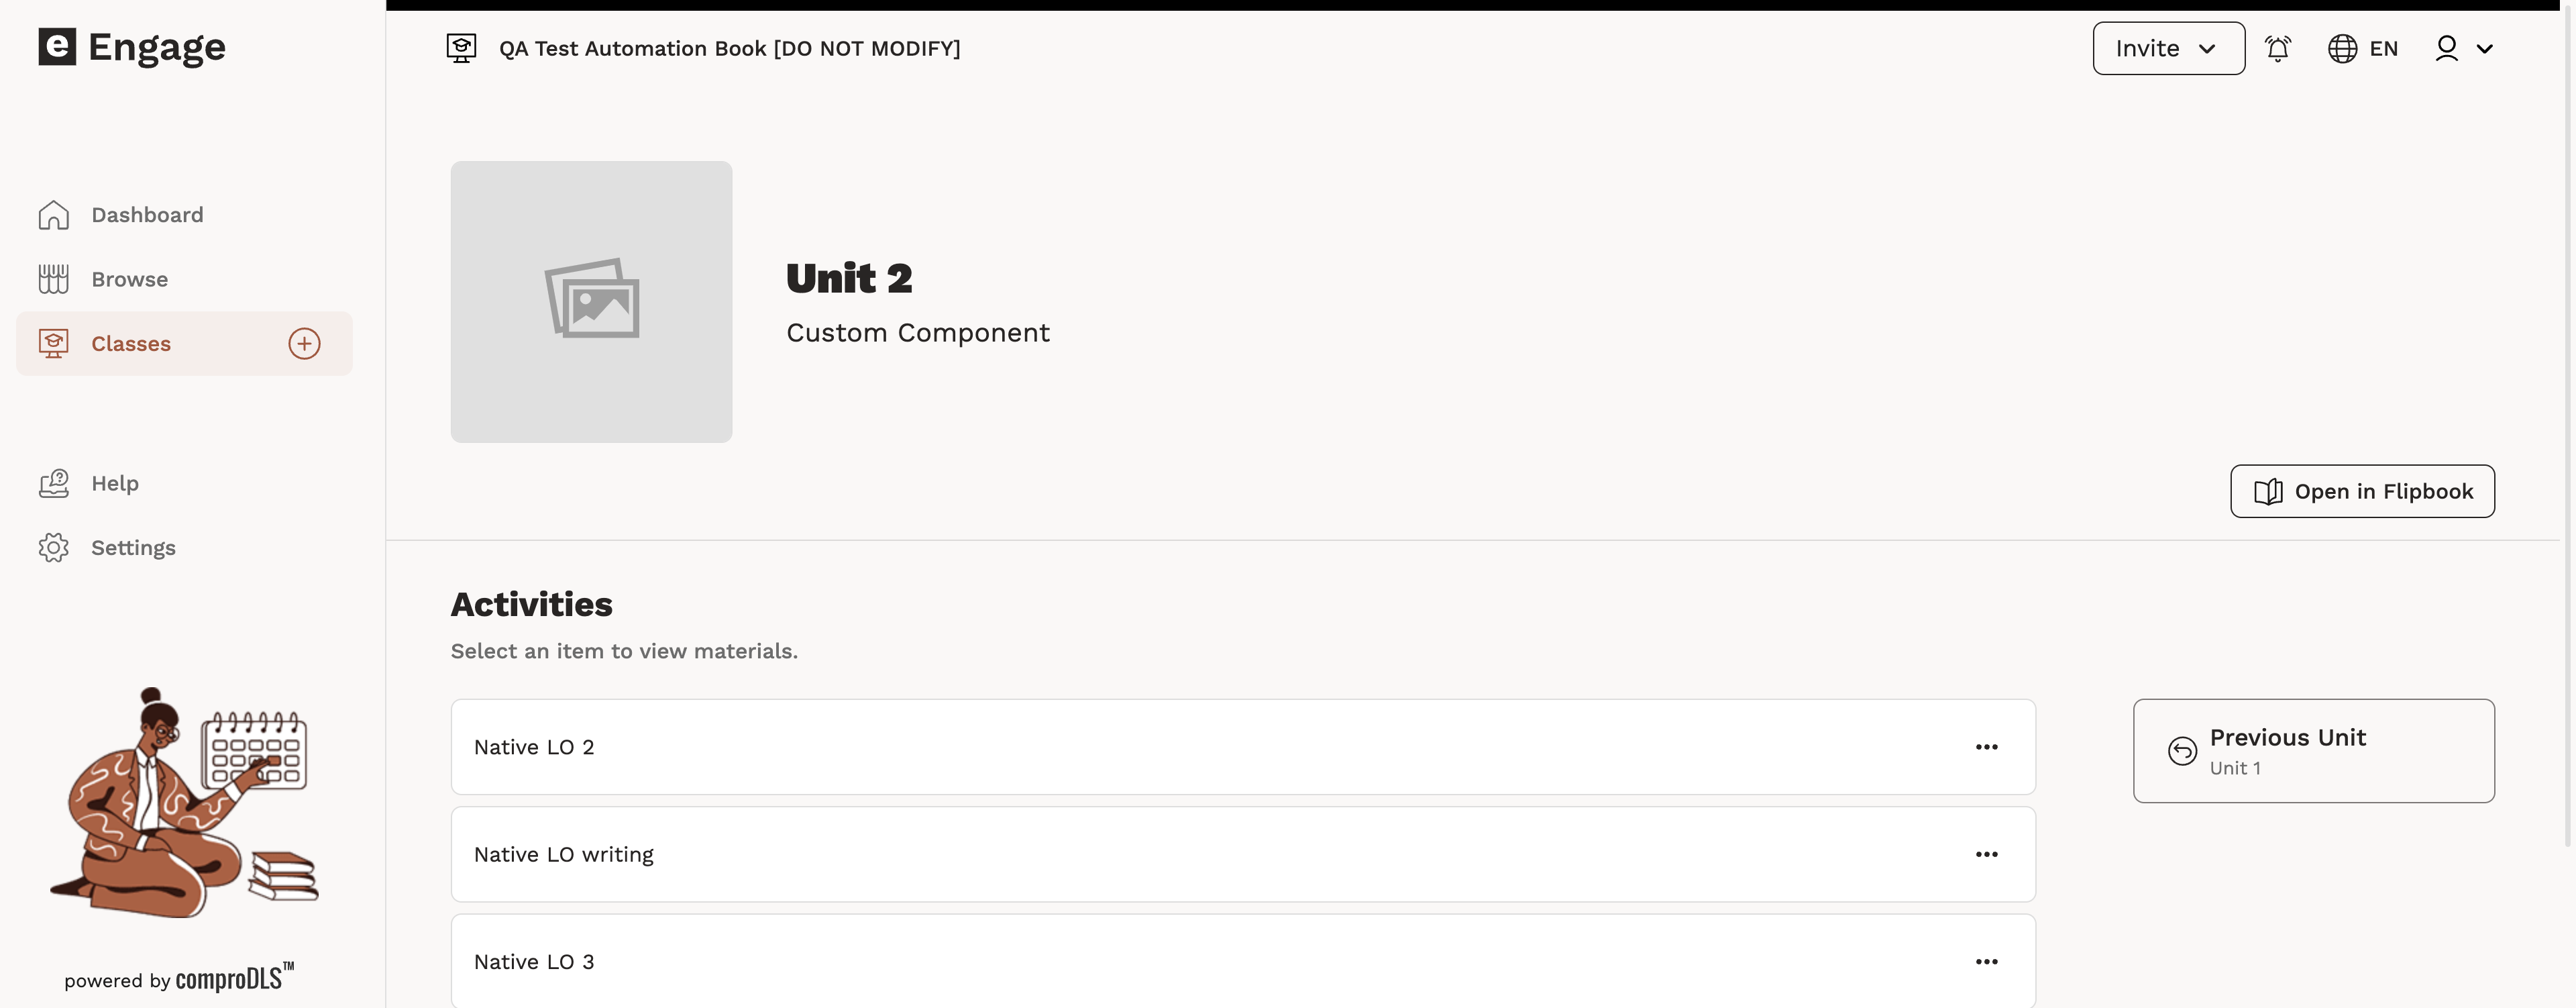 e Engage
QA Test Automation Book [DO NOT MODIFY]
Invite
EN
Dashboard
Browse
Classes
Help
Settings
powered by comproDLS™
Unit 2
Custom Component
Open in Flipbook
Activities
Select an item to view materials.
Native LO 2
Native LO writing
Native LO 3
Previous Unit
Unit 1